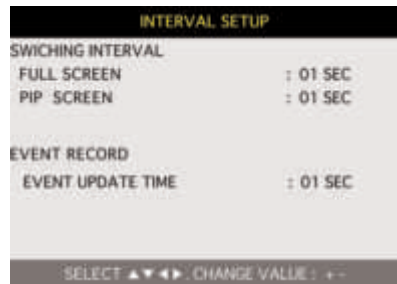 INTERVAL SETUP
SWICHING INTERVAL
FULL SCREEN : 01 SEC
PIP SCREEN : 01 SEC
EVENT RECORD
EVENT UPDATE TIME : 01 SEC
SELECT ▲▼◀▶. CHANGE VALUE : + -